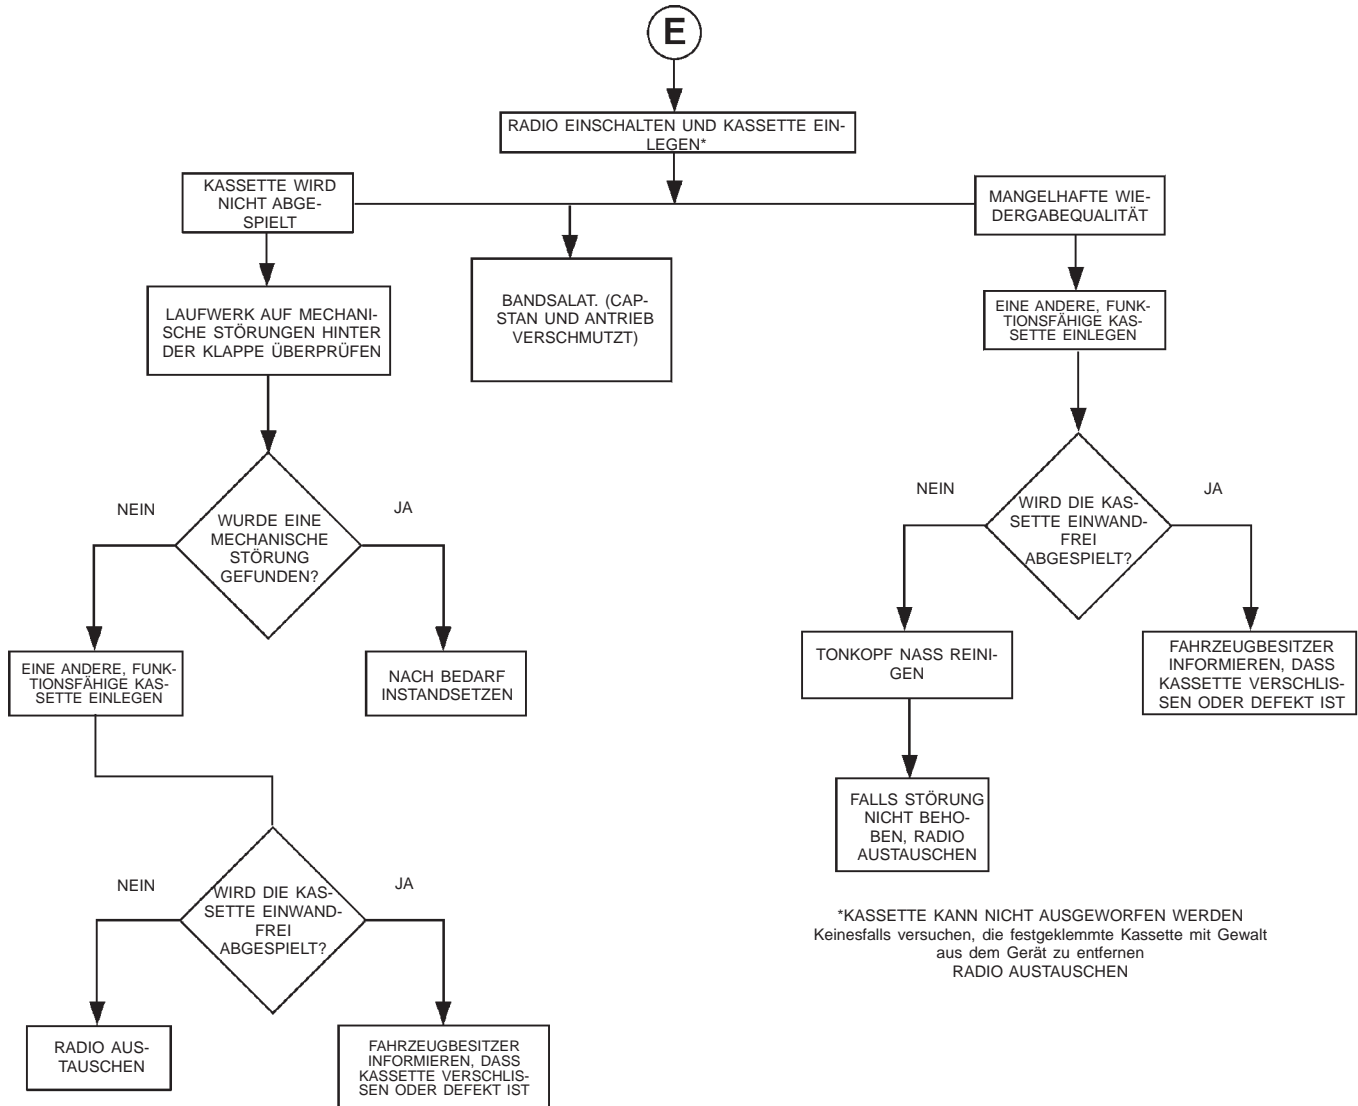 E
RADIO EINSCHALTEN UND KASSETTE EIN-
LEGEN*
KASSETTE WIRD
NICHT ABGE-
SPIELT
MANGELHAFTE WIE-
DERGABEQUALITÄT
LAUFWERK AUF MECHANI-
SCHE STÖRUNGEN HINTER
DER KLAPPE ÜBERPRÜFEN
BANDSALAT. (CAP-
STAN UND ANTRIEB
VERSCHMUTZT)
EINE ANDERE, FUNK-
TIONSFÄHIGE KAS-
SETTE EINLEGEN
NEIN
WURDE EINE
MECHANISCHE
STÖRUNG
GEFUNDEN?
JA
NEIN
WIRD DIE KAS-
SETTE EINWAND-
FREI
ABGESPIELT?
JA
EINE ANDERE, FUNK-
TIONSFÄHIGE KAS-
SETTE EINLEGEN
NACH BEDARF
INSTANDSETZEN
TONKOPF NASS REINI-
GEN
FAHRZEUGBESITZER
INFORMIEREN, DASS
KASSETTE VERSCHLIS-
SEN ODER DEFEKT IST
FALLS STÖRUNG
NICHT BEHO-
BEN, RADIO
AUSTAUSCHEN
NEIN
WIRD DIE KAS-
SETTE EINWAND-
FREI
ABGESPIELT?
JA
*KASSETTE KANN NICHT AUSGEWORFEN WERDEN
Keinesfalls versuchen, die festgeklemmte Kassette mit Gewalt
aus dem Gerät zu entfernen
RADIO AUSTAUSCHEN
RADIO AUS-
TAUSCHEN
FAHRZEUGBESITZER
INFORMIEREN, DASS
KASSETTE VERSCHLIS-
SEN ODER DEFEKT IST